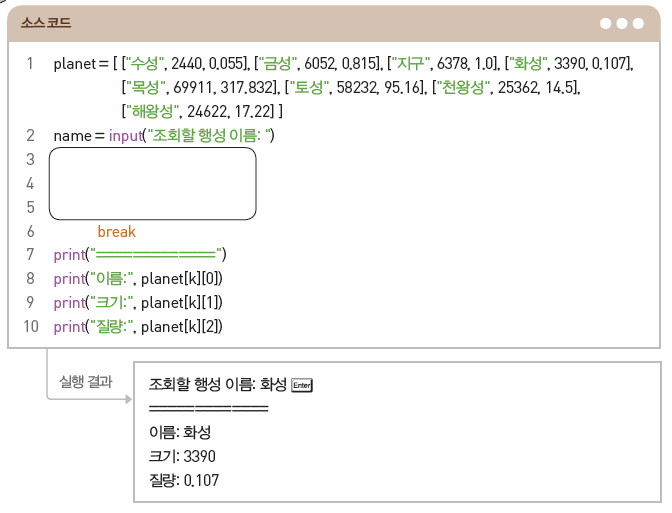 소스 코드
1 planet = [ ["수성", 2440, 0.055], ["금성", 6052, 0.815], ["지구", 6378, 1.0], ["화성", 3390, 0.107],
["목성", 69911, 317.832], ["토성", 58232, 95.16], ["천왕성", 25362, 14.5],
["해왕성", 24622, 17.22] ]
2 name = input("조회할 행성 이름: ")
3
4
5
6 break
7 print("==============")
8 print("이름:", planet[k][0])
9 print("크기:", planet[k][1])
10 print("질량:", planet[k][2])
실행 결과
조회할 행성 이름: 화성 Enter
==============
이름: 화성
크기: 3390
질량: 0.107